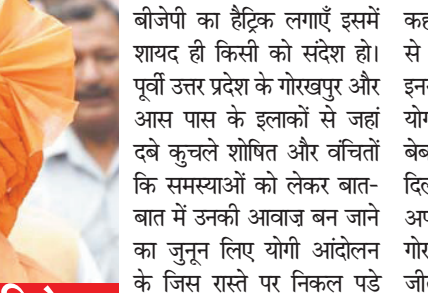 बीजेपी का हैट्रिक लगाएँ इसमें
शायद ही किसी को संदेश हो।
पूर्वी उत्तर प्रदेश के गोरखपुर और
आस पास के इलाकों से जहां
दबे कुचले शोषित और वंचितों
कि समस्याओं को लेकर बात-
बात में उनकी आवाज़ बन जाने
का जुनून लिए योगी आंदोलन
के जिस रास्ते पर निकल पड़े
से